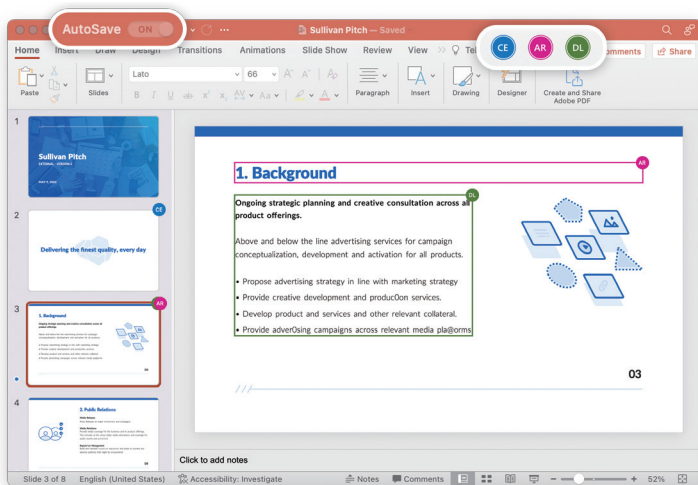 AutoSave ON
Sullivan Pitch — Saved
Home Insert Draw Design Transitions Animations Slide Show Review View
CE AR DL
Comments Share
Lato 66
Paste Slides Paragraph Insert Drawing Designer Create and Share
Adobe PDF
1
Sullivan Pitch
2
CE
Delivering the finest quality, every day
3
AR
1. Background
03
4
2. Public Relations
1. Background
AR
DL
Ongoing strategic planning and creative consultation across all
product offerings.
Above and below the line advertising services for campaign
conceptualization, development and activation for all products.
• Propose advertising strategy in line with marketing strategy
• Provide creative development and produc0on services.
• Develop product and services and other relevant collateral.
• Provide adver0sing campaigns across relevant media pla@orms
03
Click to add notes
Slide 3 of 8 English (United States) Accessibility: Investigate Notes Comments 52%